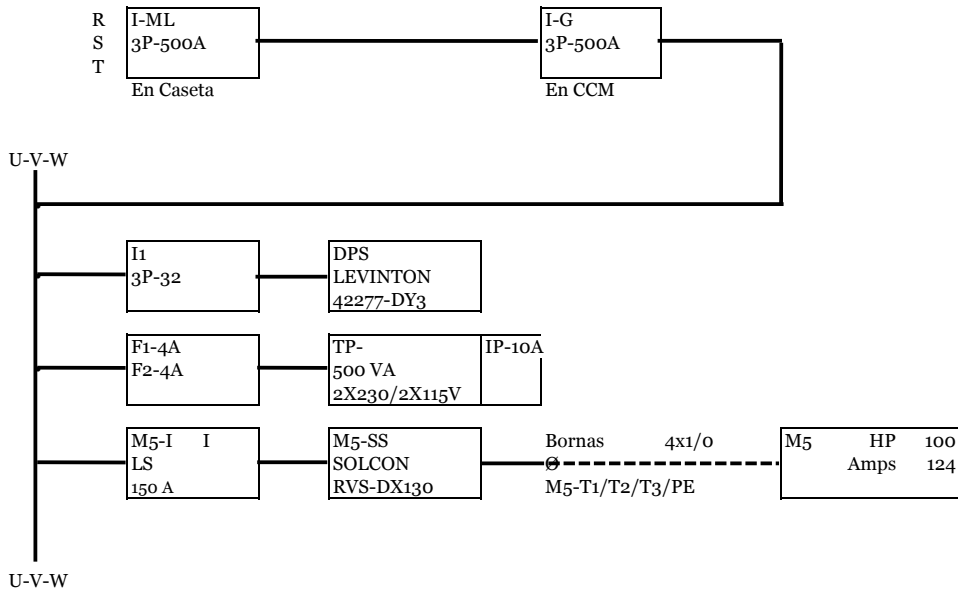 R
S
T
I-ML
3P-500A
En Caseta
I-G
3P-500A
En CCM
U-V-W
I1
3P-32
DPS
LEVINTON
42277-DY3
F1-4A
F2-4A
TP-
500 VA
2X230/2X115V
IP-10A
M5-I I
LS
150 A
M5-SS
SOLCON
RVS-DX130
Bornas 4x1/0
Ø
M5-T1/T2/T3/PE
M5 HP 100
Amps 124
U-V-W